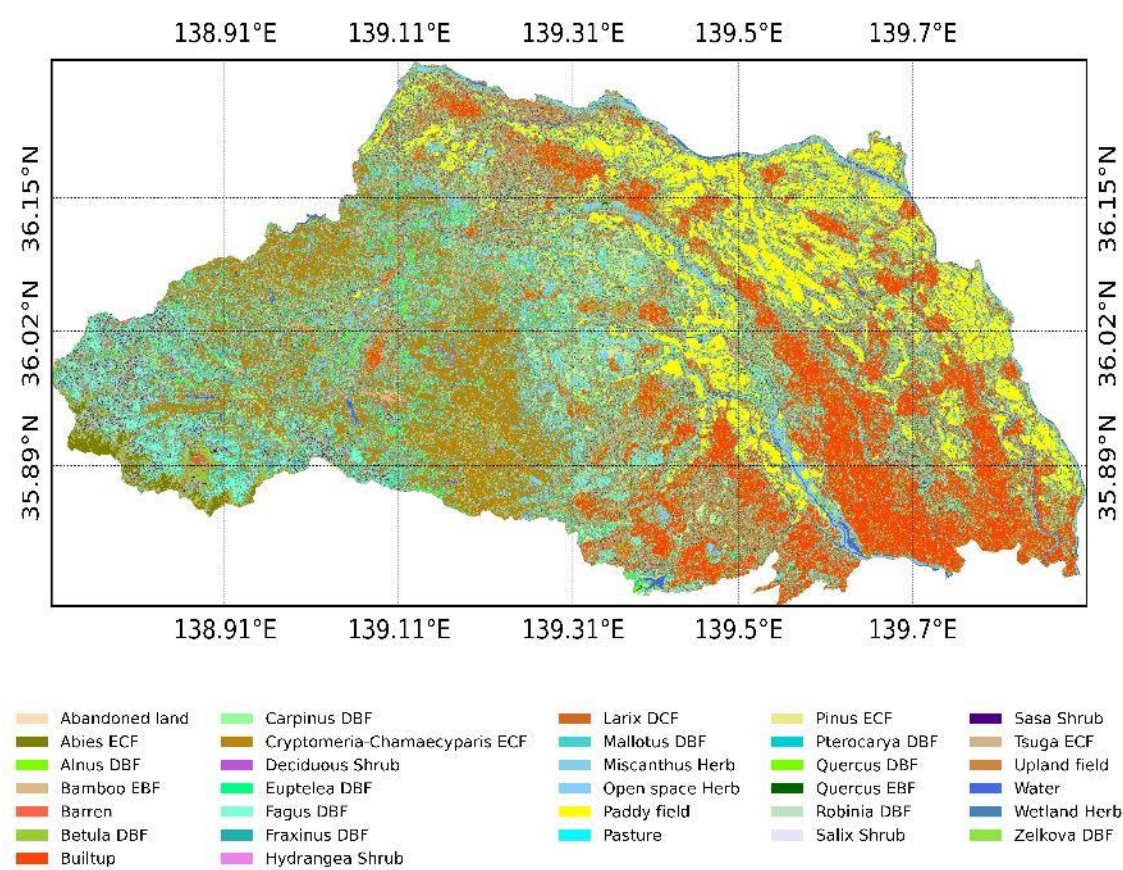 138.91°E 139.11°E 139.31°E 139.5°E 139.7°E
36.15°N 36.15°N
36.02°N 36.02°N
35.89°N 35.89°N
138.91°E 139.11°E 139.31°E 139.5°E 139.7°E
Abandoned land
Abies ECF
Alnus DBF
Bamboo EBF
Barren
Betula DBF
Builtup
Carpinus DBF
Cryptomeria-Chamaecyparis ECF
Deciduous Shrub
Euptelea DBF
Fagus DBF
Fraxinus DBF
Hydrangea Shrub
Larix DCF
Mallotus DBF
Miscanthus Herb
Open space Herb
Paddy field
Pasture
Pinus ECF
Pterocarya DBF
Quercus DBF
Quercus EBF
Robinia DBF
Salix Shrub
Sasa Shrub
Tsuga ECF
Upland field
Water
Wetland Herb
Zelkova DBF